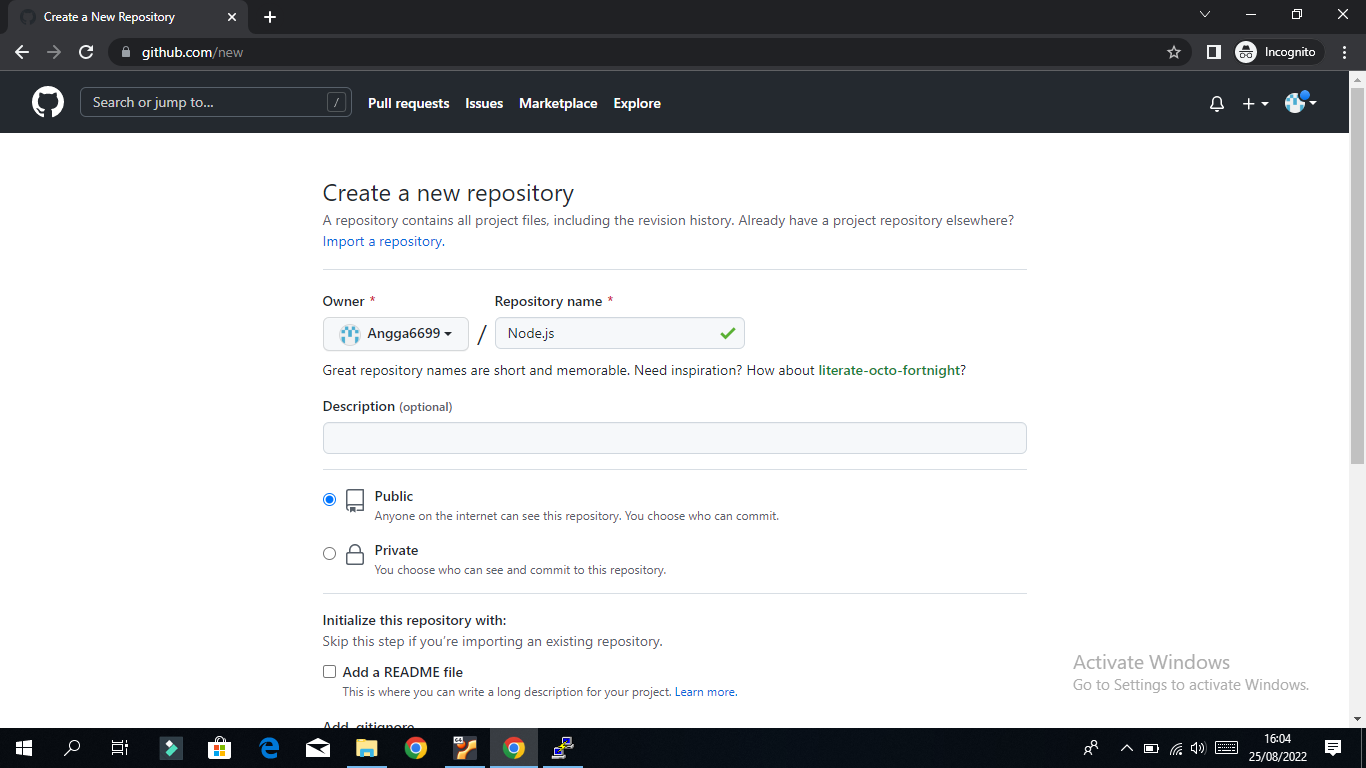 Create a New Repository
github.com/new
Incognito
Search or jump to...
/
Pull requests
Issues
Marketplace
Explore
Create a new repository
A repository contains all project files, including the revision history. Already have a project repository elsewhere?
Import a repository.
Owner *
Repository name *
Angga6699
/
Node.js
Great repository names are short and memorable. Need inspiration? How about literate-octo-fortnight?
Description (optional)
Public
Anyone on the internet can see this repository. You choose who can commit.
Private
You choose who can see and commit to this repository.
Initialize this repository with:
Skip this step if you're importing an existing repository.
Add a README file
This is where you can write a long description for your project. Learn more.
Add .gitignore
Activate Windows
Go to Settings to activate Windows.
64
16:04
25/08/2022